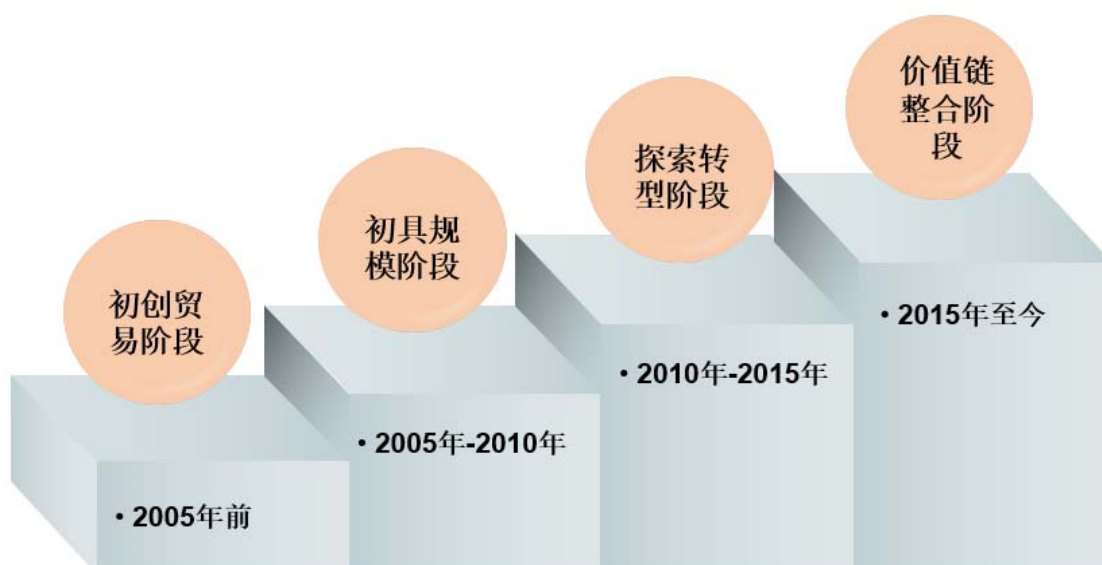 初创贸
易阶段
• 2005年前
初具规
模阶段
• 2005年-2010年
探索转
型阶段
• 2010年-2015年
价值链
整合阶
段
• 2015年至今